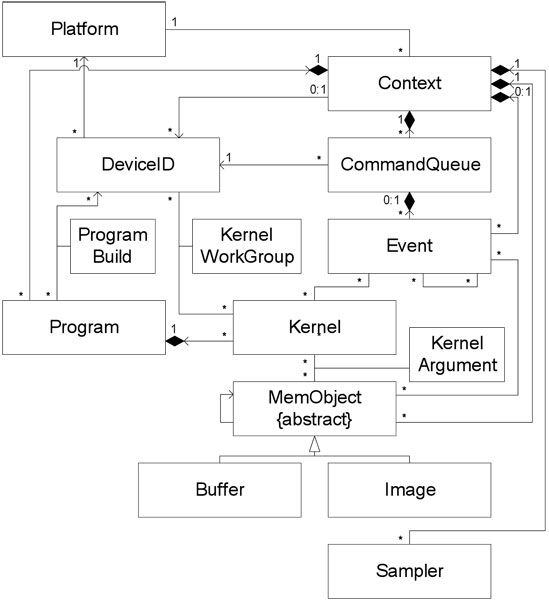 Platform
1
*
1
1
1
1
Context
0:1
0:1
1
*
*
*
DeviceID
1
*
CommandQueue
*
*
0:1
*
Program
Build
Kernel
WorkGroup
Event
*
*
*
*
*
*
*
*
*
Program
1
*
Kernel
*
*
Kernel
Argument
MemObject
{abstract}
*
*
Buffer
Image
*
Sampler